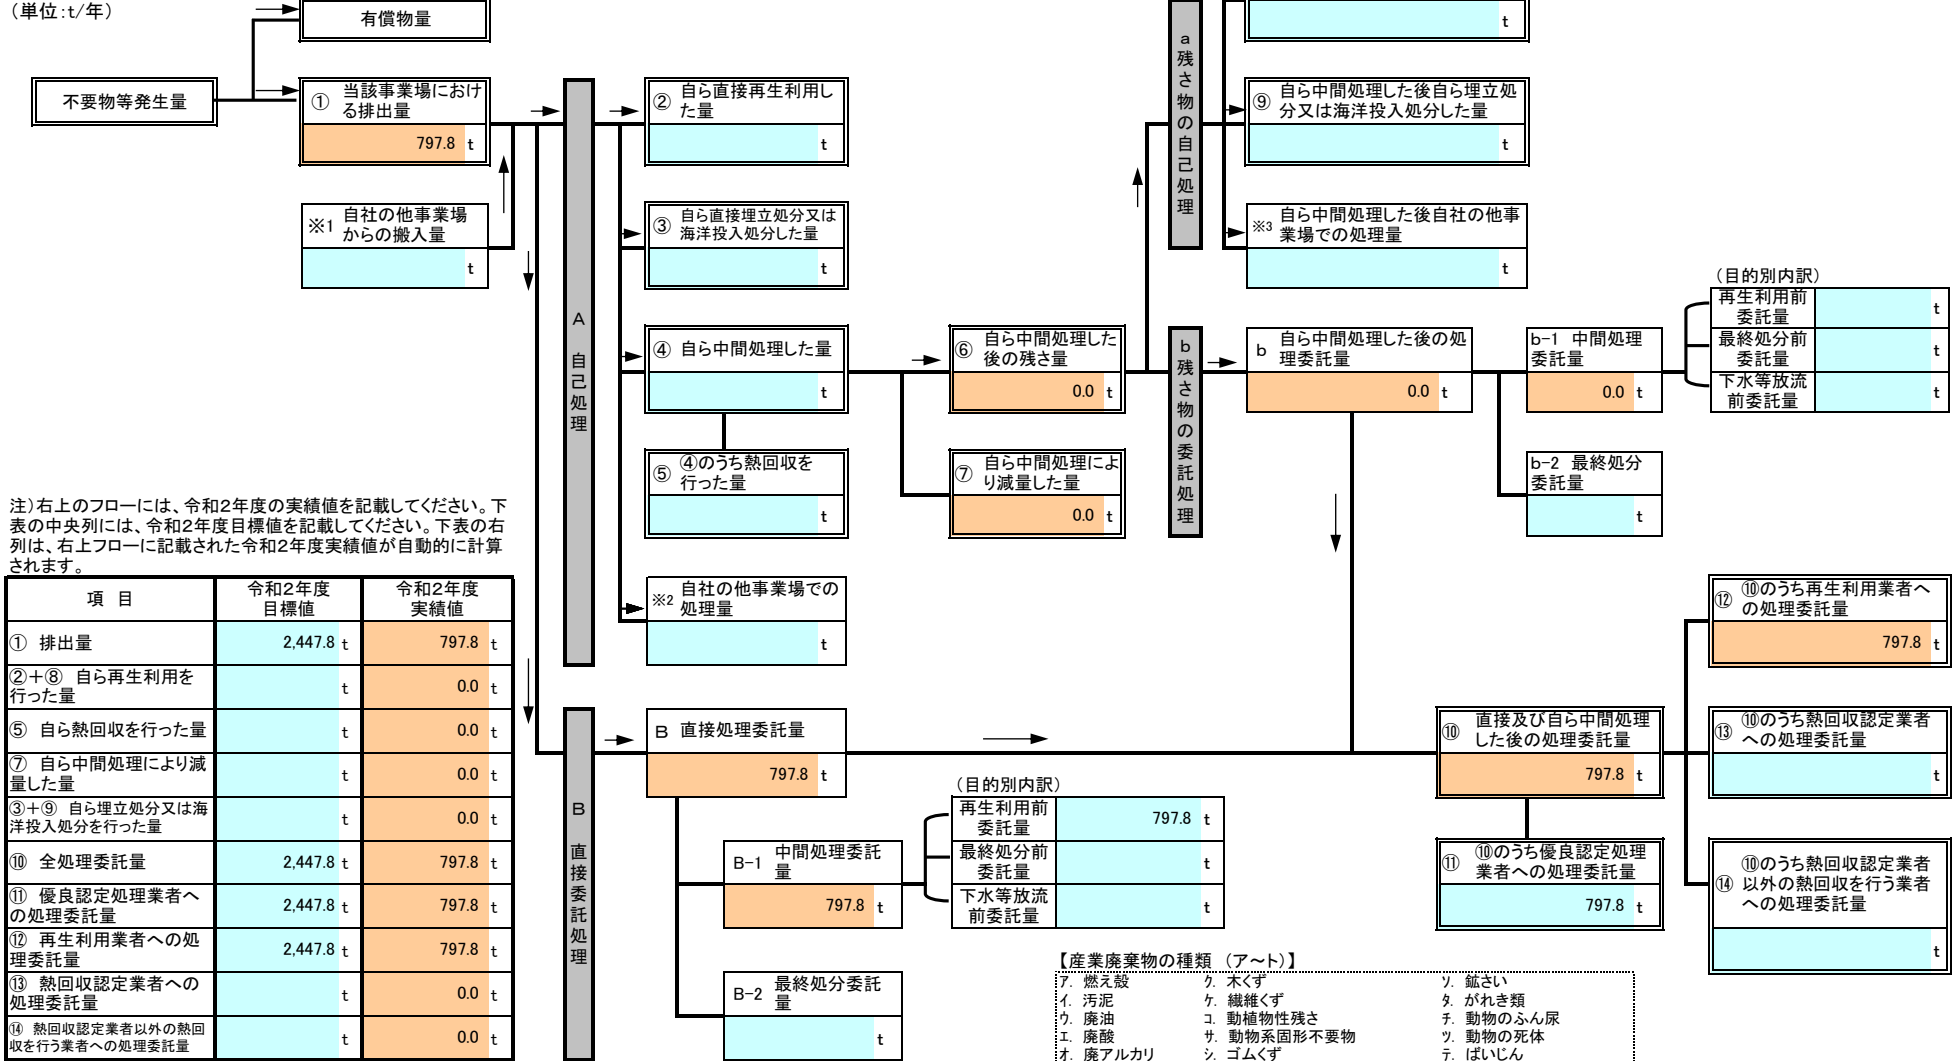 （単位：t/年）
有償物量
不要物等発生量
① 当該事業場におけ
る排出量
797.8 t
※1 自社の他事業場
からの搬入量
t
A 自己処理
② 自ら直接再生利用し
た量
t
③ 自ら直接埋立処分又は
海洋投入処分した量
t
④ 自ら中間処理した量
t
⑤ ④のうち熱回収を
行った量
t
※2 自社の他事業場での
処理量
t
⑥ 自ら中間処理した
後の残さ量
0.0 t
⑦ 自ら中間処理によ
り減量した量
0.0 t
a 残さ物の自己処理
t
⑨ 自ら中間処理した後自ら埋立処
分又は海洋投入処分した量
t
※3 自ら中間処理した後自社の他事
業場での処理量
t
b 残さ物の委託処理
b 自ら中間処理した後の処
理委託量
0.0 t
b-1 中間処理
委託量
0.0 t
（目的別内訳）
再生利用前
委託量 t
最終処分前
委託量 t
下水等放流
前委託量 t
b-2 最終処分
委託量
t
注）右上のフローには、令和２年度の実績値を記載してください。下
表の中央列には、令和２年度目標値を記載してください。下表の右
列は、右上フローに記載された令和２年度実績値が自動的に計算
されます。
項 目 令和２年度 目標値 令和２年度 実績値
① 排出量 2,447.8 t 797.8 t
②＋⑧ 自ら再生利用を
行った量 t 0.0 t
⑤ 自ら熱回収を行った量 t 0.0 t
⑦ 自ら中間処理により減
量した量 t 0.0 t
③＋⑨ 自ら埋立処分又は海
洋投入処分を行った量 t 0.0 t
⑩ 全処理委託量 2,447.8 t 797.8 t
⑪ 優良認定処理業者へ
の処理委託量 2,447.8 t 797.8 t
⑫ 再生利用業者への処
理委託量 2,447.8 t 797.8 t
⑬ 熱回収認定業者への
処理委託量 t 0.0 t
⑭ 熱回収認定業者以外の熱回
収を行う業者への処理委託量 t 0.0 t
B 直接委託処理
B 直接処理委託量
797.8 t
B-1 中間処理委託
量
797.8 t
（目的別内訳）
再生利用前
委託量 797.8 t
最終処分前
委託量 t
下水等放流
前委託量 t
B-2 最終処分委託
量
t
⑩ 直接及び自ら中間処理
した後の処理委託量
797.8 t
⑪ ⑩のうち優良認定処理
業者への処理委託量
797.8 t
⑫ ⑩のうち再生利用業者へ
の処理委託量
797.8 t
⑬ ⑩のうち熱回収認定業者
への処理委託量
t
⑭ ⑩のうち熱回収認定業者
以外の熱回収を行う業者
への処理委託量
t
【産業廃棄物の種類 （ア～ト）】
ア. 燃え殻 ク. 木くず ソ. 鉱さい
イ. 汚泥 ケ. 繊維くず タ. がれき類
ウ. 廃油 コ. 動植物性残さ チ. 動物のふん尿
エ. 廃酸 サ. 動物系固形不要物 ツ. 動物の死体
オ. 廃アルカリ シ. ゴムくず テ. ばいじん